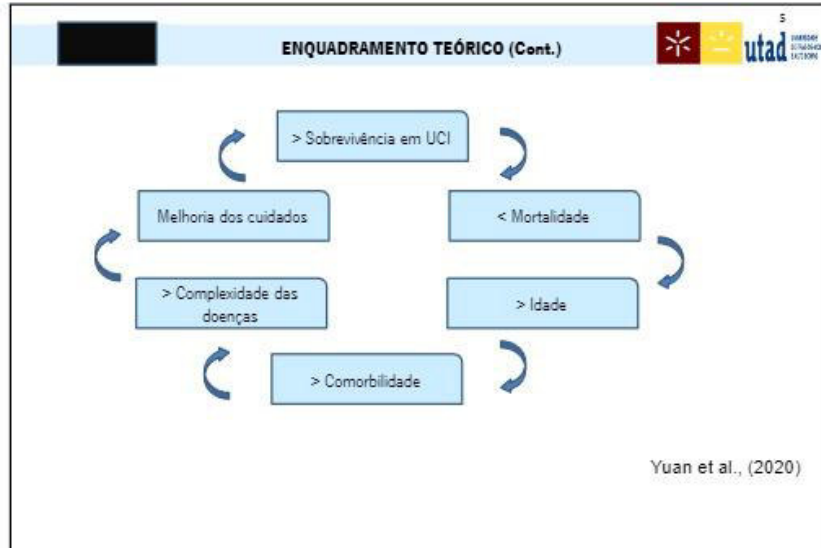 5
ENQUADRAMENTO TEÓRICO (Cont.)
utad
> Sobrevivência em UCI
Melhoria dos cuidados
< Mortalidade
> Complexidade das
doenças
> Idade
> Comorbilidade
Yuan et al., (2020)